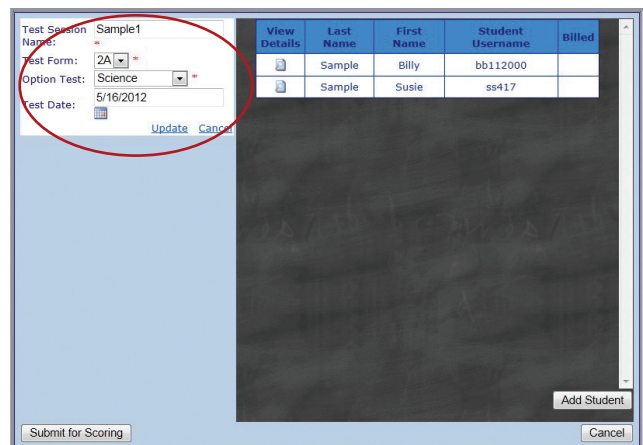 Test Session Name: Sample1
*
Test Form: 2A *
Option Test: Science *
Test Date: 5/16/2012
Update Cancel
View Details Last Name First Name Student Username Billed
Sample Billy bb112000
Sample Susie ss417
Add Student
Submit for Scoring Cancel